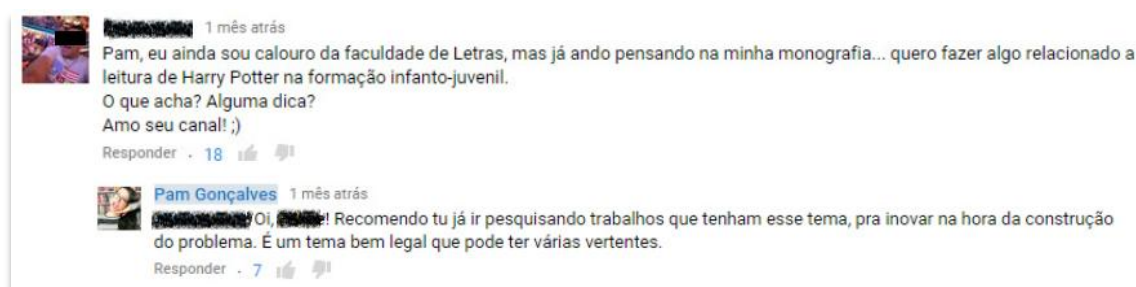 1 mês atrás
Pam, eu ainda sou calouro da faculdade de Letras, mas já ando pensando na minha monografia... quero fazer algo relacionado a
leitura de Harry Potter na formação infanto-juvenil.
O que acha? Alguma dica?
Amo seu canal! ;)
Responder . 18
Pam Gonçalves 1 mês atrás
Oi, ! Recomendo tu já ir pesquisando trabalhos que tenham esse tema, pra inovar na hora da construção
do problema. É um tema bem legal que pode ter várias vertentes.
Responder . 7